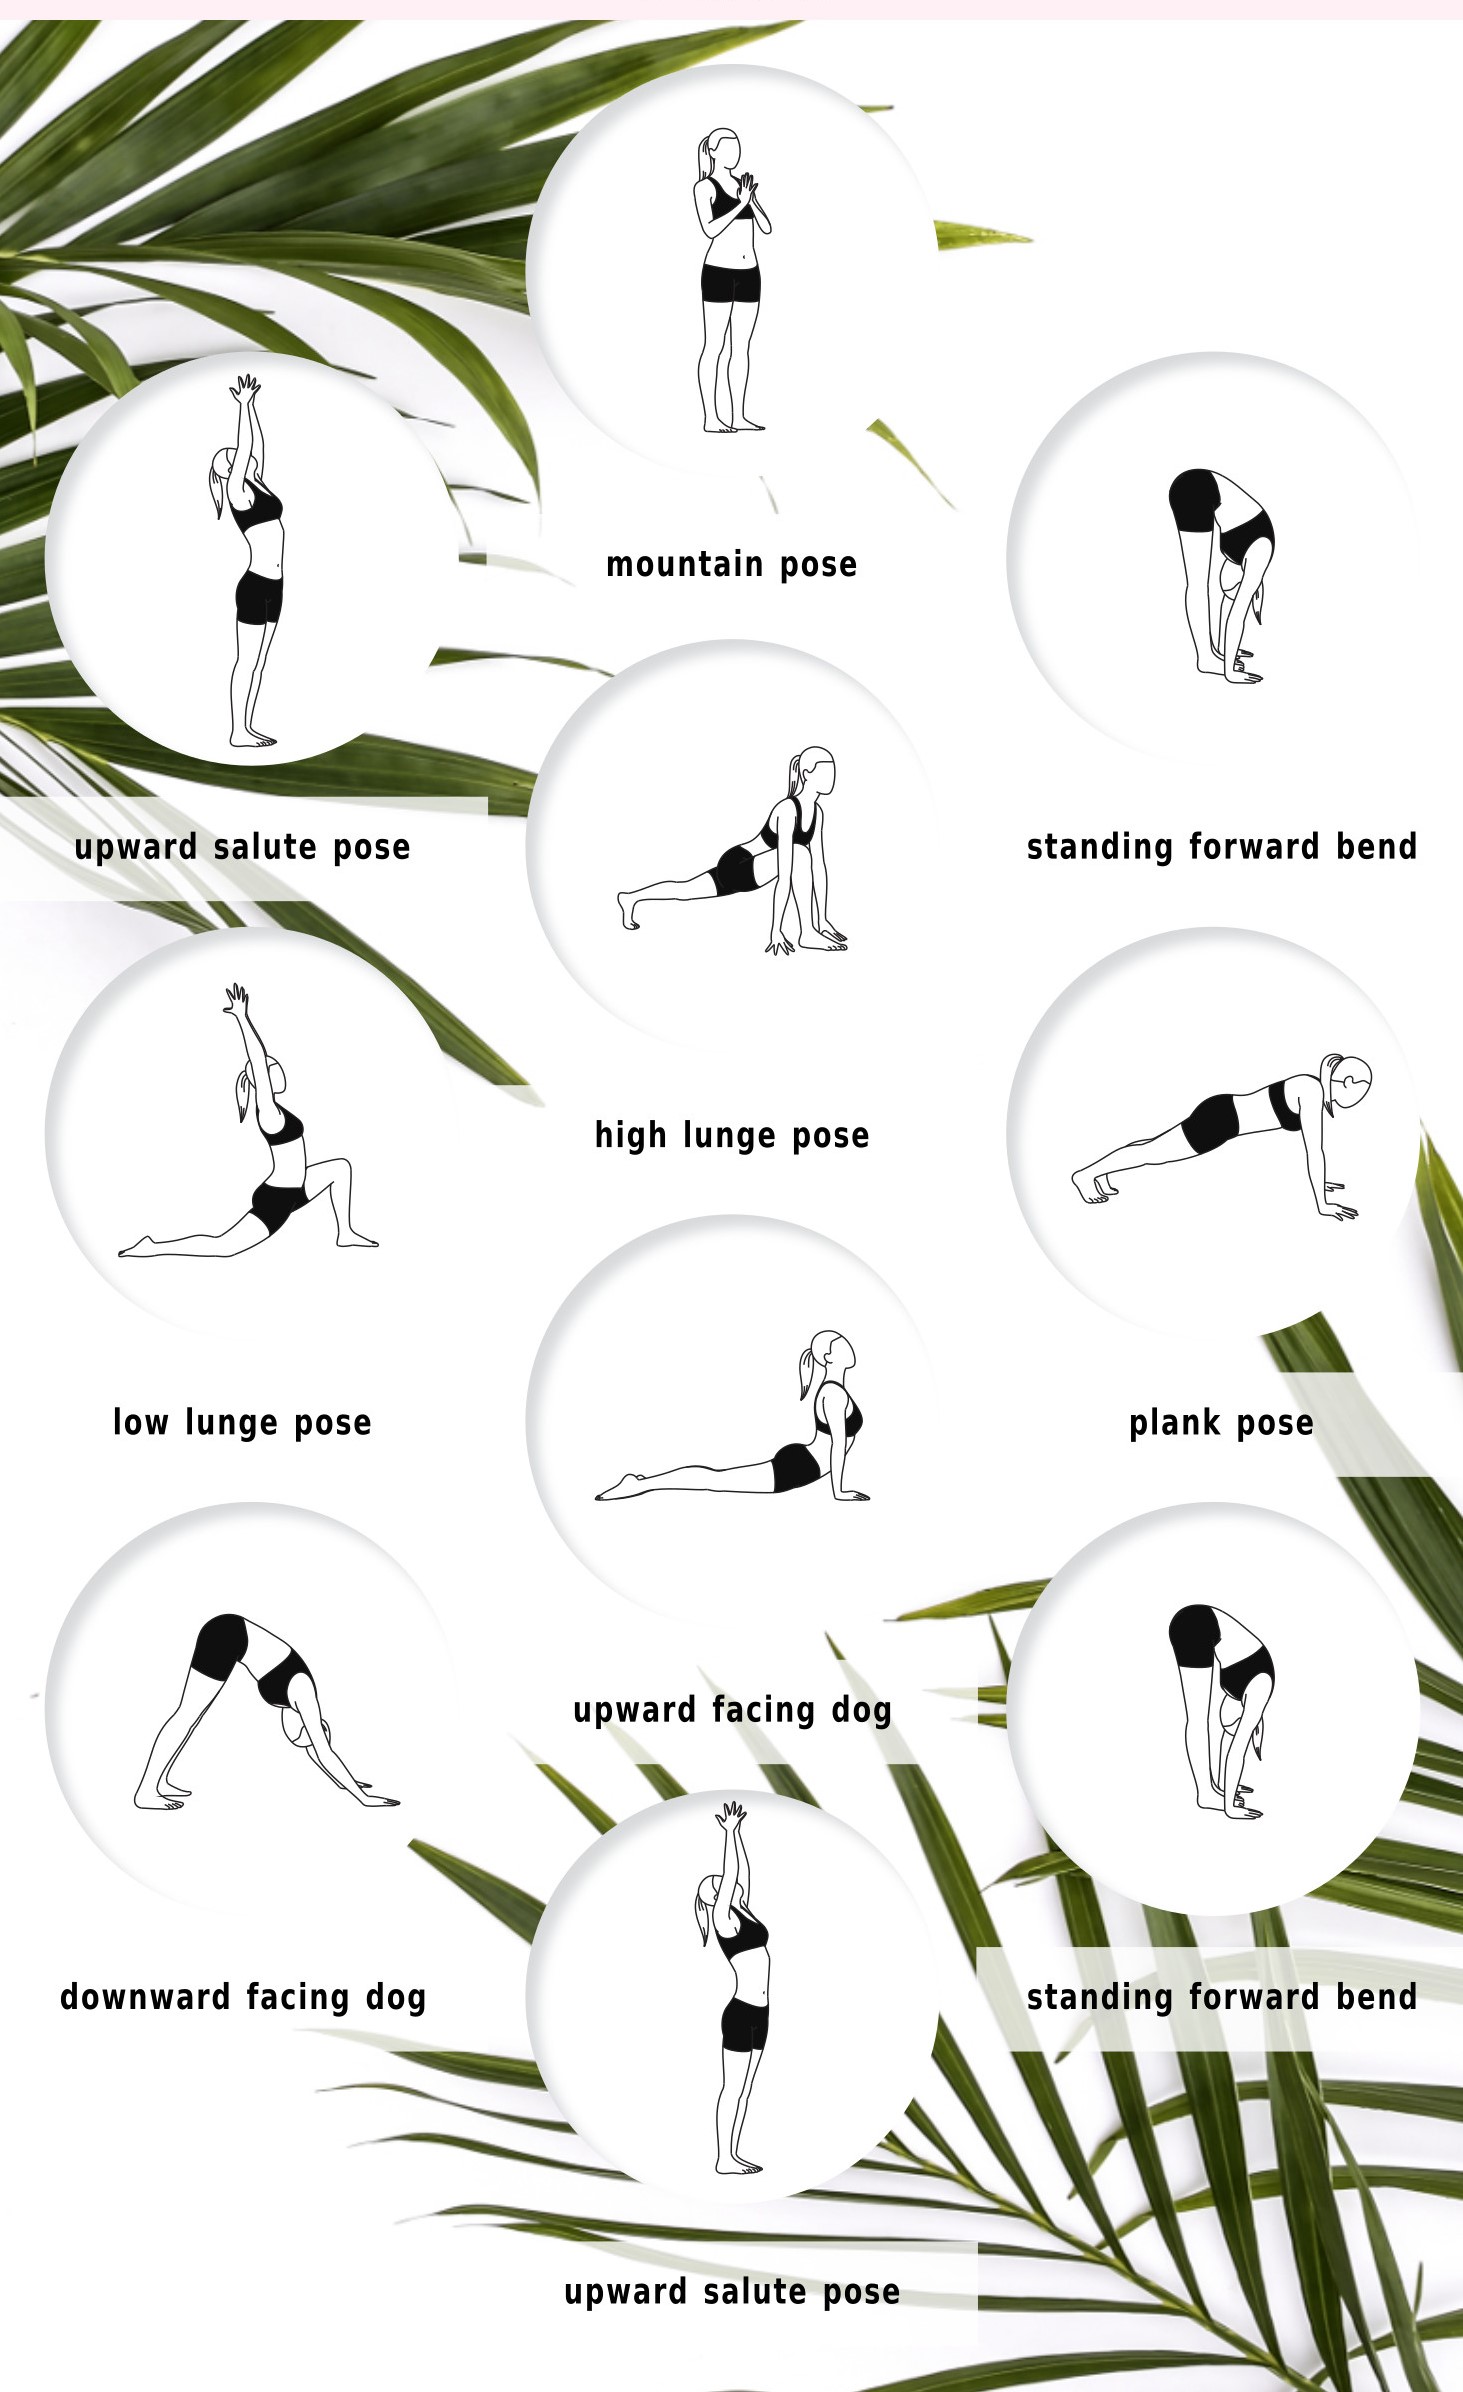 mountain pose
upward salute pose
standing forward bend
high lunge pose
low lunge pose
plank pose
upward facing dog
downward facing dog
standing forward bend
upward salute pose